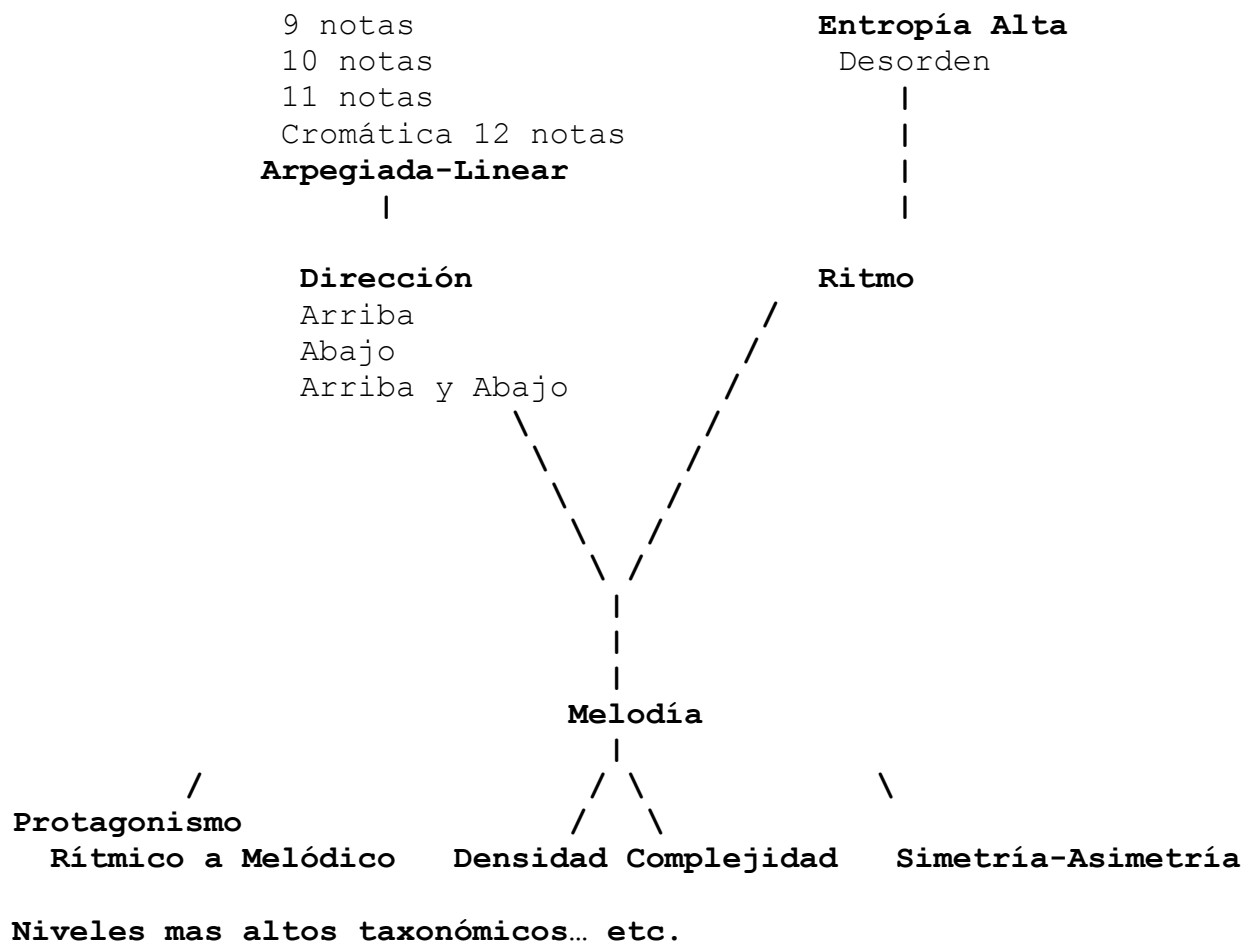 9 notas
10 notas
11 notas
Cromática 12 notas
Arpegiada-Linear
Entropía Alta
Desorden
Dirección
Arriba
Abajo
Arriba y Abajo
Ritmo
Melodía
Protagonismo
Rítmico a Melódico
Densidad Complejidad
Simetría-Asimetría
Niveles mas altos taxonómicos… etc.